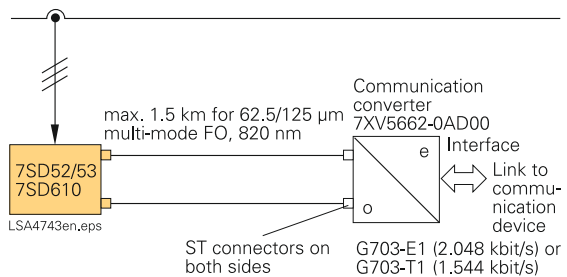 Communication
converter
7XV5662-0AD00
max. 1.5 km for 62.5/125 µm
multi-mode FO, 820 nm
Interface
e
7SD52/53
7SD610
Link to
commu-
nication
device
o
LSA4743en.eps
ST connectors on
both sides
G703-E1 (2.048 kbit/s) or
G703-T1 (1.544 kbit/s)